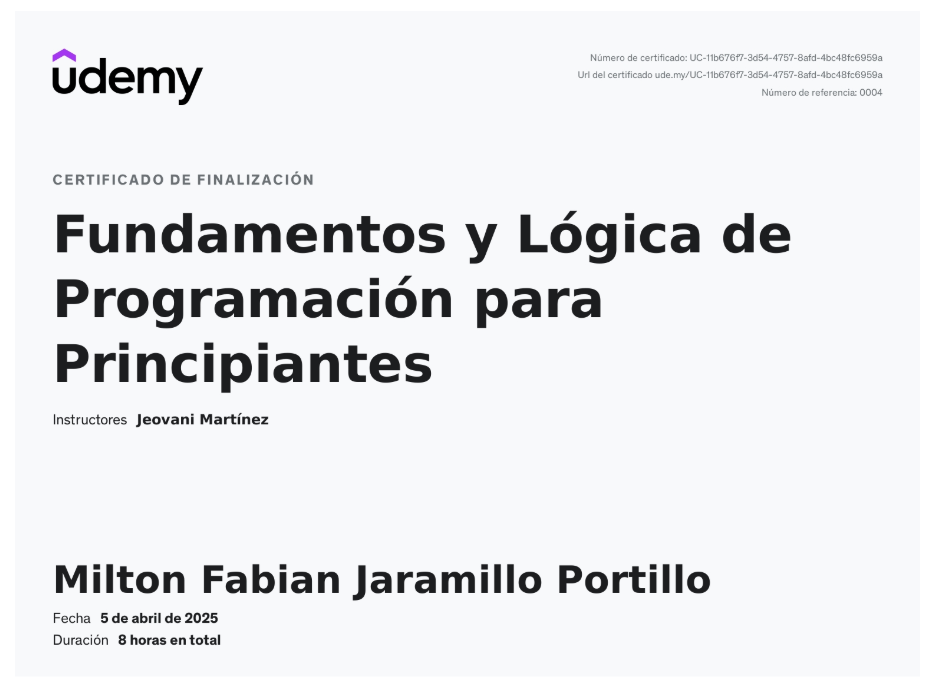 ûdemy
Número de certificado: UC-11b676f7-3d54-4757-8afd-4bc48fc6959a
Url del certificado ude.my/UC-11b676f7-3d54-4757-8afd-4bc48fc6959a
Número de referencia: 0004
CERTIFICADO DE FINALIZACIÓN
Fundamentos y Lógica de
Programación para
Principiantes
Instructores Jeovani Martínez
Milton Fabian Jaramillo Portillo
Fecha 5 de abril de 2025
Duración 8 horas en total